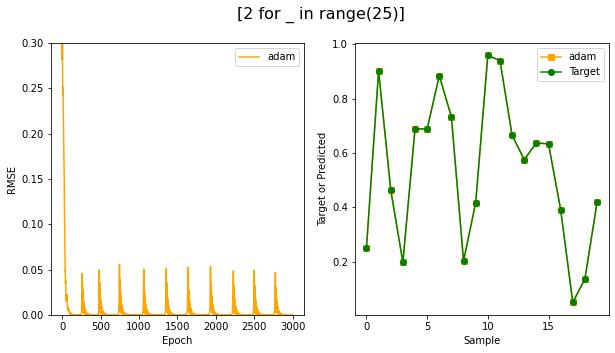 [2 for _ in range(25)]
RMSE
0.30
0.25
0.20
0.15
0.10
0.05
0.00
0 500 1000 1500 2000 2500 3000
Epoch
adam
Target or Predicted
1.0
0.8
0.6
0.4
0.2
0 5 10 15
Sample
adam
Target